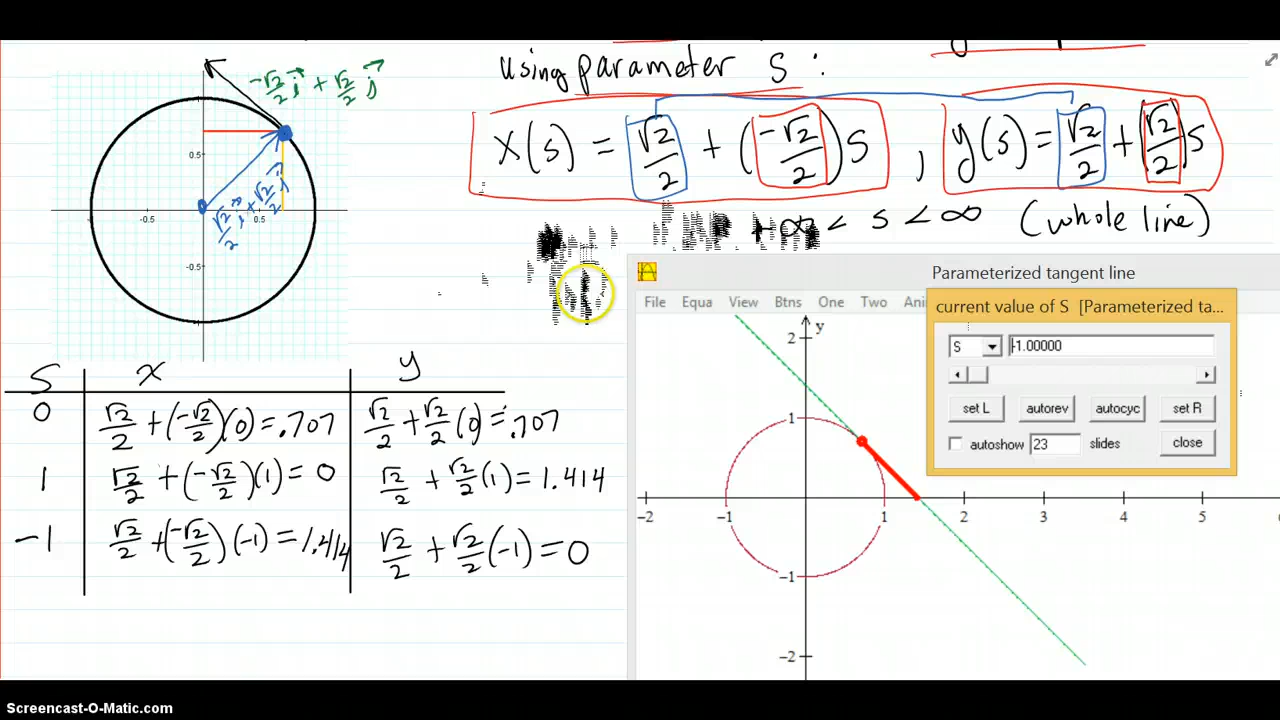 using parameter S :
-√2/2 i⃗ + √2/2 j⃗
X(s) = √2/2 + (-√2/2)S , y(s) = √2/2 + (√2/2)S
∞ < s < ∞ (whole line)
0.5
-0.5 0.5
-0.5
√2/2 i⃗ + √2/2 j⃗
S X y
0 √2/2 + (-√2/2)(0) = .707 √2/2 + √2/2 (0) = .707
1 √2/2 + (-√2/2)(1) = 0 √2/2 + √2/2 (1) = 1.414
-1 √2/2 + (-√2/2)(-1) = 1.414 √2/2 + √2/2 (-1) = 0
Parameterized tangent line
File Equa View Btns One Two Ani
current value of S [Parameterized ta...
S -1.00000
set L autorev autocyc set R
autoshow 23 slides close
y
2
1
-2 -1 1 2 3 4 5
-1
-2
Screencast-O-Matic.com